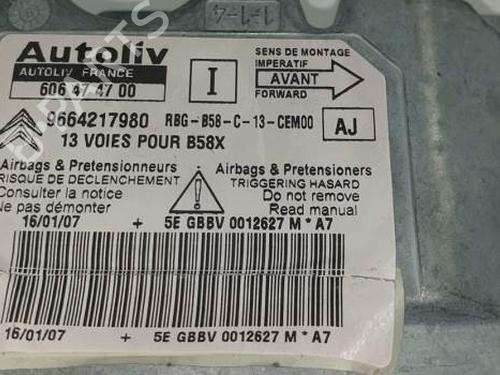 1-1-4
Autoliv
AUTOLIV FRANCE
606 47 47 00
I
SENS DE MONTAGE
IMPERATIF
AVANT
FORWARD
9664217980 RBG-B58-C-13-CEM00
AJ
13 VOIES POUR B58X
Airbags & Pretensionneurs
RISQUE DE DECLENCHEMENT
Consulter la notice
Ne pas démonter
Airbags & Pretensioners
TRIGGERING HASARD
Do not remove
Read manual
16/01/07 + 5E GBBV 0012627 M * A7
16/01/07 + 5E GBBV 0012627 M * A7